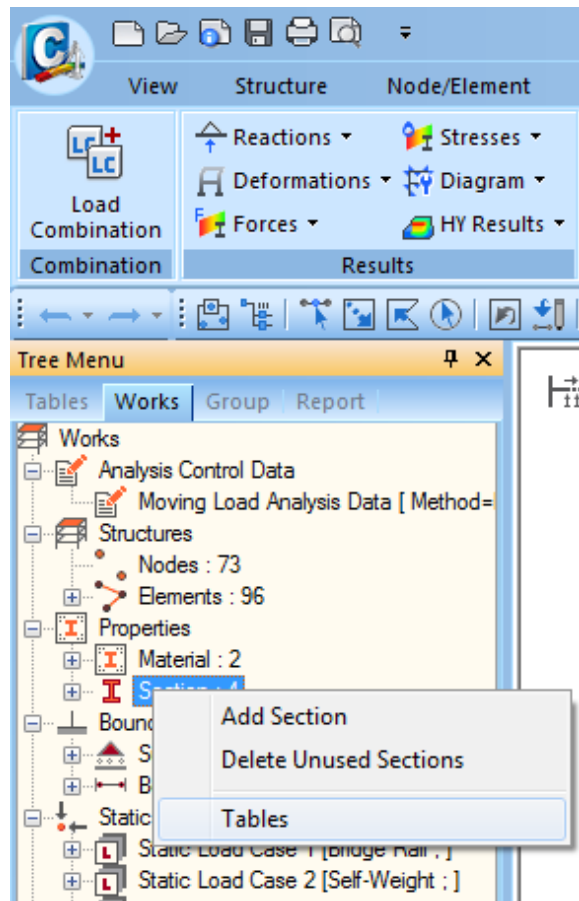 View Structure Node/Element
Reactions Stresses
Deformations Diagram
Load Combination
Forces HY Results
Combination Results
Tree Menu
Tables Works Group Report
Works
Analysis Control Data
Moving Load Analysis Data [ Method=
Structures
Nodes : 73
Elements : 96
Properties
Material : 2
Section : 4
Add Section
Boun
Delete Unused Sections
S
B
Static
Tables
Static Load Case 1 [Bridge Rail ; ]
Static Load Case 2 [Self-Weight ; ]